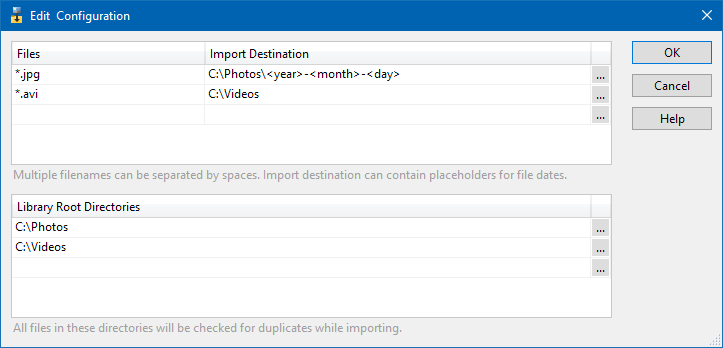 Edit Configuration
Files Import Destination
*.jpg C:\Photos\<year>-<month>-<day> ...
*.avi C:\Videos ...
...
Multiple filenames can be separated by spaces. Import destination can contain placeholders for file dates.
Library Root Directories
C:\Photos ...
C:\Videos ...
...
All files in these directories will be checked for duplicates while importing.
OK
Cancel
Help